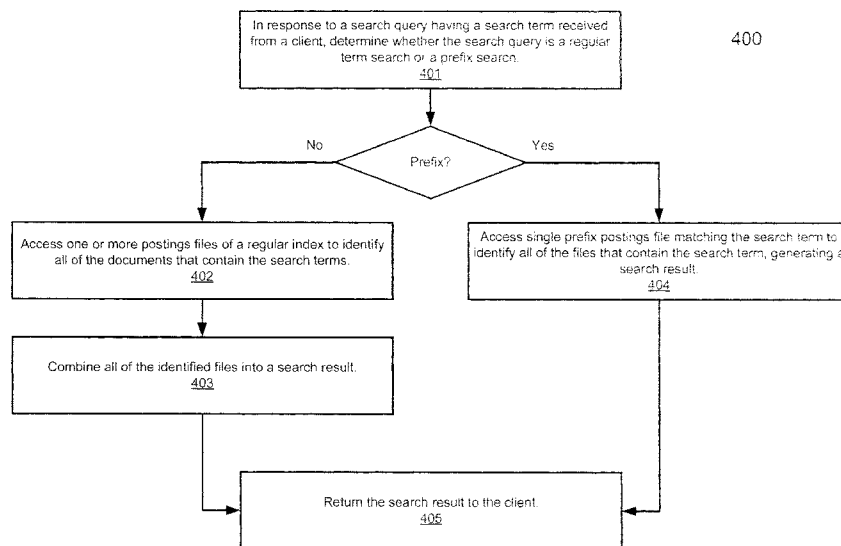 In response to a search query having a search term received
from a client, determine whether the search query is a regular
term search or a prefix search.
401
400
No
Prefix?
Yes
Access one or more postings files of a regular index to identify
all of the documents that contain the search terms.
402
Access single prefix postings file matching the search term to
identify all of the files that contain the search term, generating a
search result.
404
Combine all of the identified files into a search result.
403
Return the search result to the client.
405